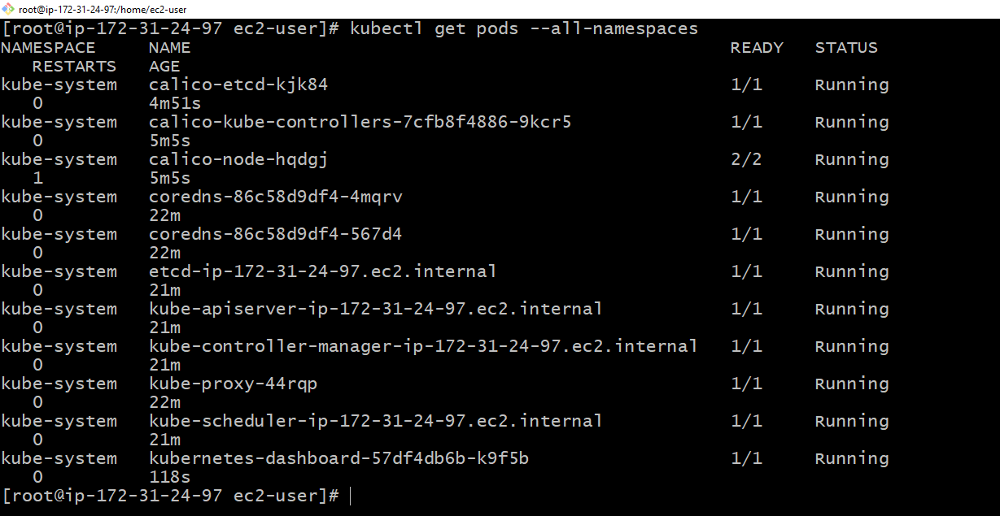 root@ip-172-31-24-97:/home/ec2-user
[root@ip-172-31-24-97 ec2-user]# kubectl get pods --all-namespaces
NAMESPACE NAME READY STATUS
RESTARTS AGE
kube-system calico-etcd-kjk84 1/1 Running
0 4m51s
kube-system calico-kube-controllers-7cfb8f4886-9kcr5 1/1 Running
0 5m5s
kube-system calico-node-hqdgj 2/2 Running
1 5m5s
kube-system coredns-86c58d9df4-4mqrv 1/1 Running
0 22m
kube-system coredns-86c58d9df4-567d4 1/1 Running
0 22m
kube-system etcd-ip-172-31-24-97.ec2.internal 1/1 Running
0 21m
kube-system kube-apiserver-ip-172-31-24-97.ec2.internal 1/1 Running
0 21m
kube-system kube-controller-manager-ip-172-31-24-97.ec2.internal 1/1 Running
0 21m
kube-system kube-proxy-44rqp 1/1 Running
0 22m
kube-system kube-scheduler-ip-172-31-24-97.ec2.internal 1/1 Running
0 21m
kube-system kubernetes-dashboard-57df4db6b-k9f5b 1/1 Running
0 118s
[root@ip-172-31-24-97 ec2-user]#